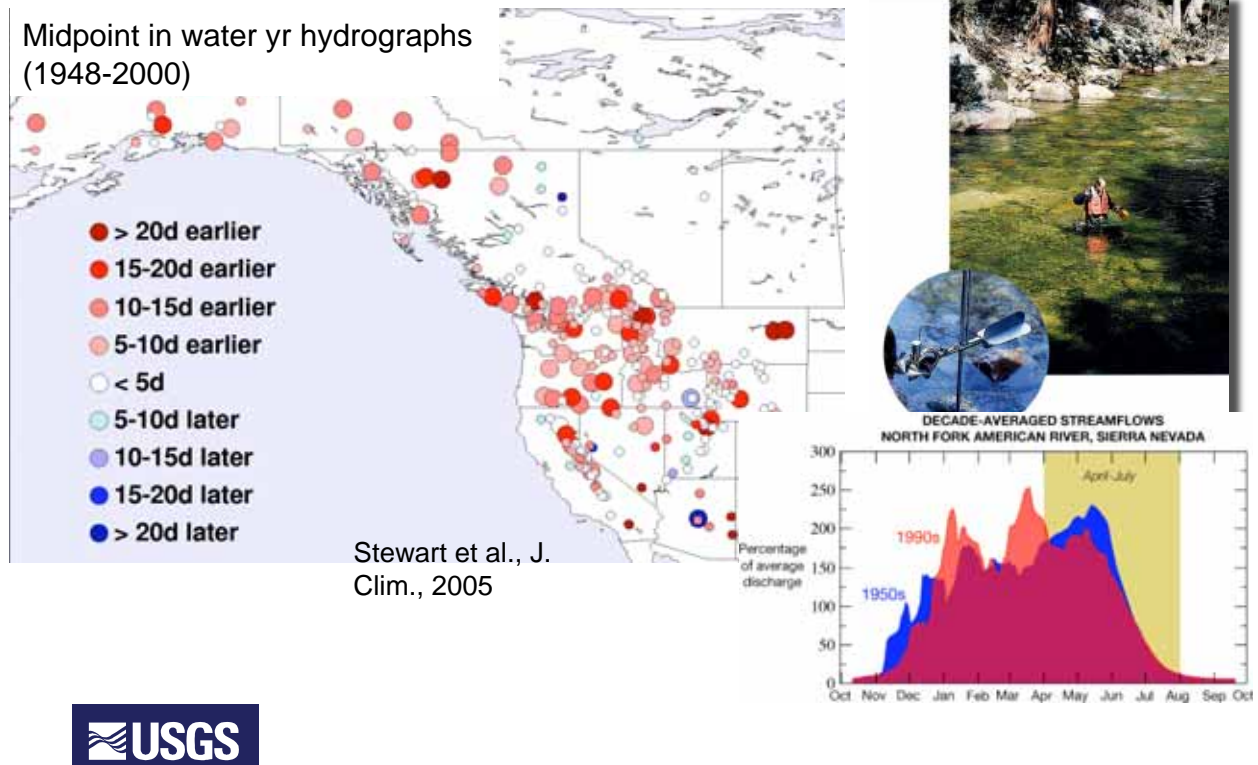 Midpoint in water yr hydrographs
(1948-2000)
> 20d earlier
15-20d earlier
10-15d earlier
5-10d earlier
< 5d
5-10d later
10-15d later
15-20d later
> 20d later
Stewart et al., J.
Clim., 2005
DECADE-AVERAGED STREAMFLOWS
NORTH FORK AMERICAN RIVER, SIERRA NEVADA
300
250
200
150
100
50
0
Percentage
of average
discharge
April-July
1990s
1950s
Oct Nov Dec Jan Feb Mar Apr May Jun Jul Aug Sep Oct
USGS